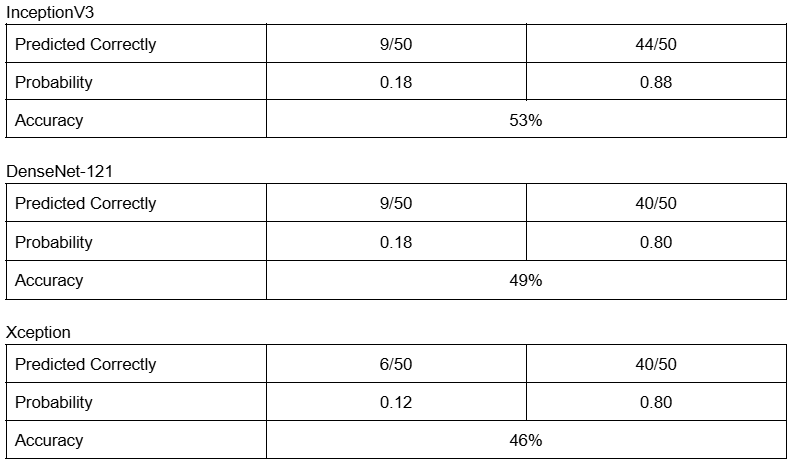 InceptionV3
Predicted Correctly 9/50 44/50
Probability 0.18 0.88
Accuracy 53%
DenseNet-121
Predicted Correctly 9/50 40/50
Probability 0.18 0.80
Accuracy 49%
Xception
Predicted Correctly 6/50 40/50
Probability 0.12 0.80
Accuracy 46%